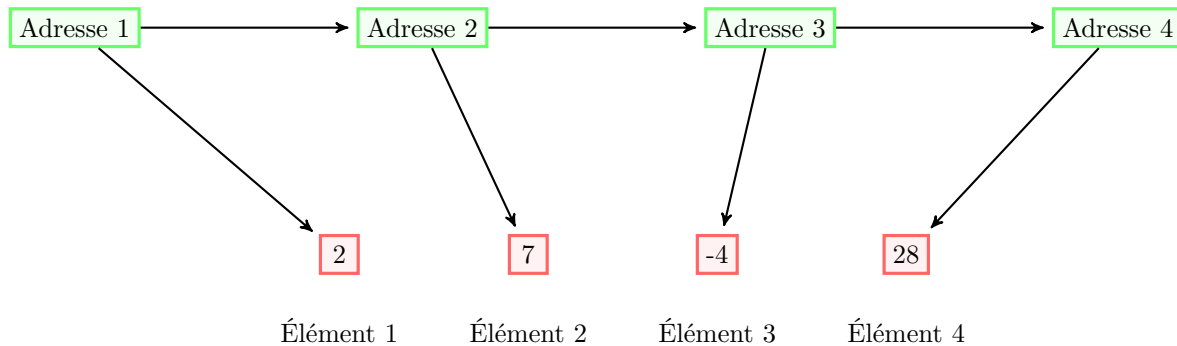 Adresse 1 Adresse 2 Adresse 3 Adresse 4
2 7 -4 28
Élément 1 Élément 2 Élément 3 Élément 4